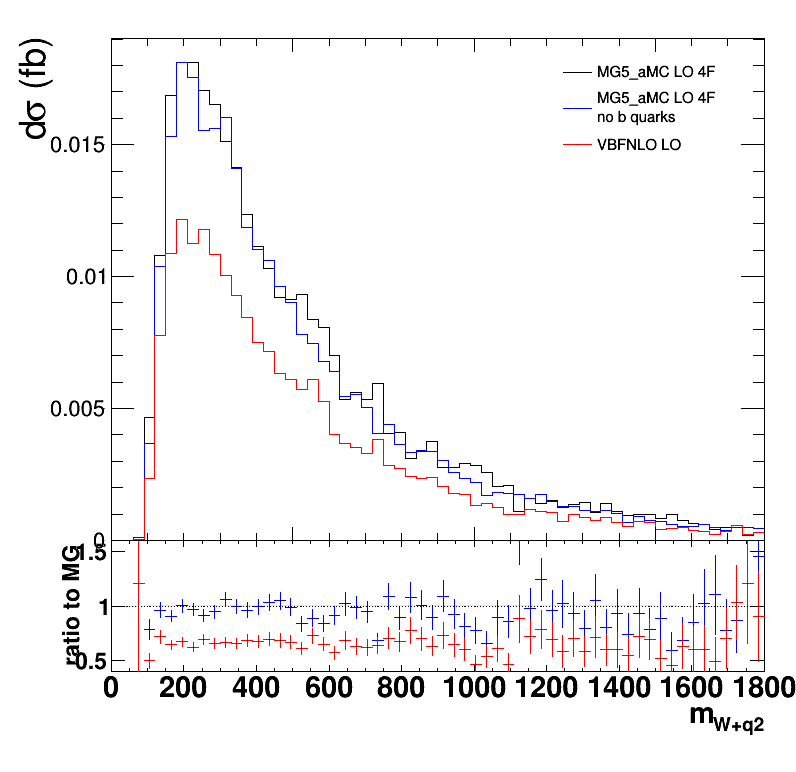 dσ (fb)
MG5_aMC LO 4F
MG5_aMC LO 4F
no b quarks
VBFNLO LO
0.015
0.01
0.005
0
ratio to MG
1.5
1
0.5
0 200 400 600 800 1000 1200 1400 1600 1800
m_{W+q2}